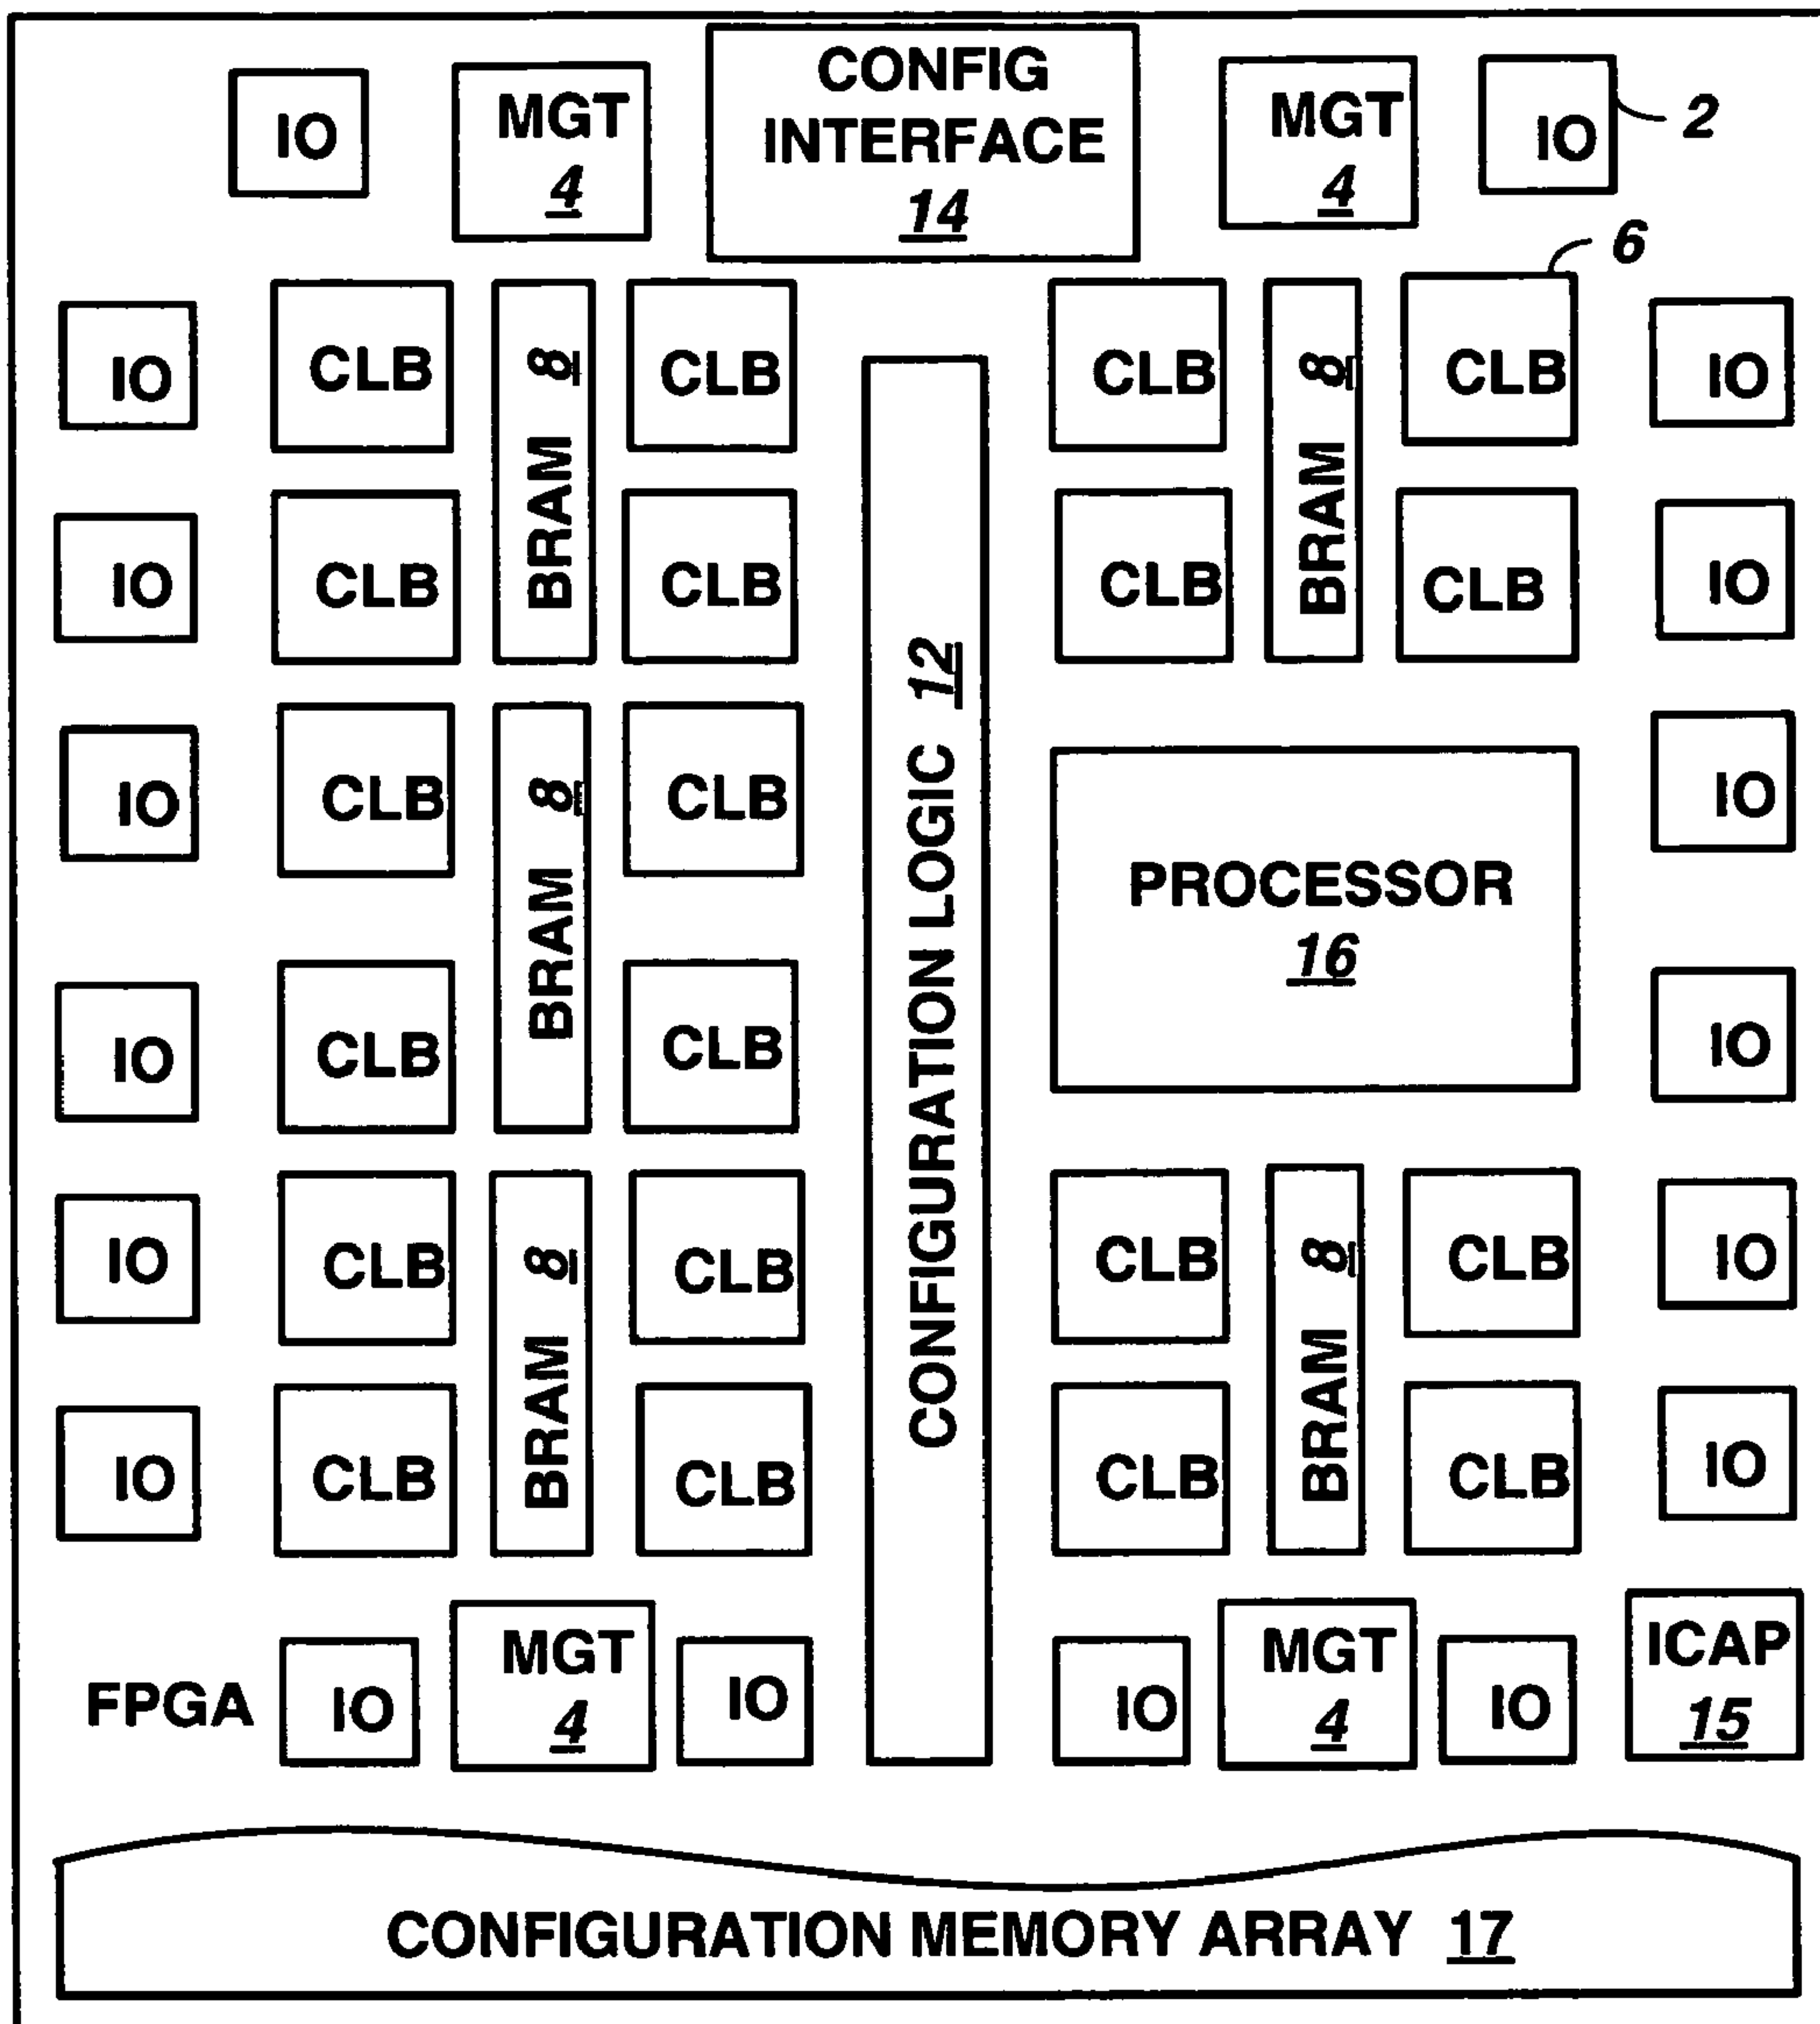 IO
MGT
4
CONFIG
INTERFACE
14
MGT
4
IO
2
6
IO
CLB
BRAM 8
CLB
CLB
BRAM 8
CLB
IO
IO
CLB
CLB
CONFIGURATION LOGIC 12
CLB
CLB
IO
IO
CLB
BRAM 8
CLB
PROCESSOR
16
IO
IO
CLB
CLB
IO
IO
CLB
BRAM 8
CLB
CLB
BRAM 8
CLB
IO
IO
CLB
CLB
CLB
CLB
IO
FPGA
IO
MGT
4
IO
IO
MGT
4
IO
ICAP
15
CONFIGURATION MEMORY ARRAY 17